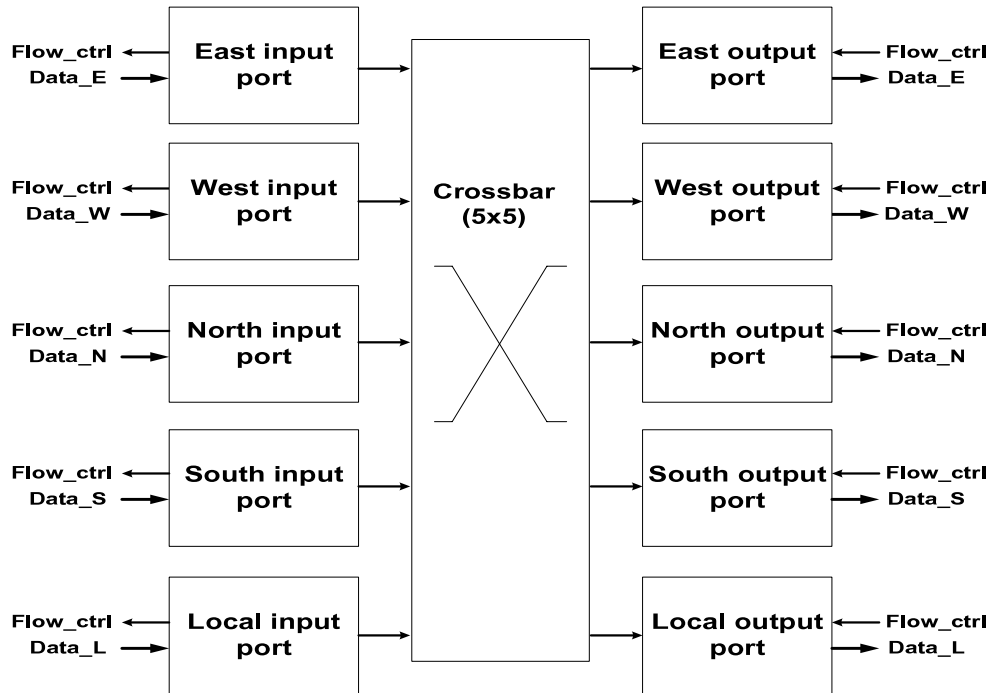 Flow_ctrl
Data_E
East input
port
East output
port
Flow_ctrl
Data_E
Flow_ctrl
Data_W
West input
port
Crossbar
(5x5)
West output
port
Flow_ctrl
Data_W
Flow_ctrl
Data_N
North input
port
North output
port
Flow_ctrl
Data_N
Flow_ctrl
Data_S
South input
port
South output
port
Flow_ctrl
Data_S
Flow_ctrl
Data_L
Local input
port
Local output
port
Flow_ctrl
Data_L